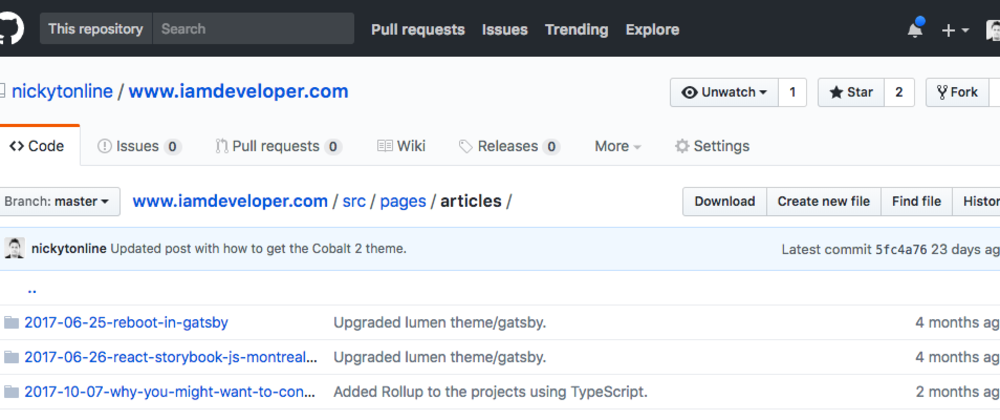 This repository Search Pull requests Issues Trending Explore
nickytonline / www.iamdeveloper.com Unwatch 1 Star 2 Fork
<> Code Issues 0 Pull requests 0 Wiki Releases 0 More Settings
Branch: master www.iamdeveloper.com / src / pages / articles / Download Create new file Find file Histor
nickytonline Updated post with how to get the Cobalt 2 theme. Latest commit 5fc4a76 23 days ag
..
2017-06-25-reboot-in-gatsby Upgraded lumen theme/gatsby. 4 months ag
2017-06-26-react-storybook-js-montreal... Upgraded lumen theme/gatsby. 4 months ag
2017-10-07-why-you-might-want-to-con... Added Rollup to the projects using TypeScript. 2 months ag